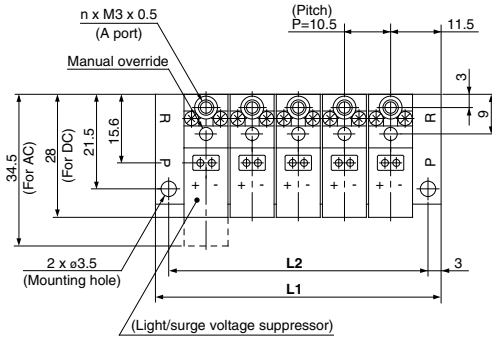 n x M3 x 0.5
(A port)
Manual override
(Pitch)
P=10.5
11.5
3
9
34.5
(For AC)
28
(For DC)
21.5
15.6
R
R
P
P
+ -
+ -
+ -
+ -
+ -
2 x ø3.5
(Mounting hole)
L2
3
L1
(Light/surge voltage suppressor)